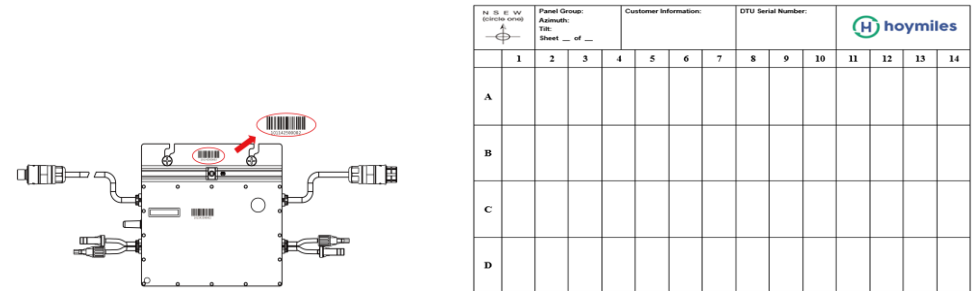 N S E W
(circle one)
Panel Group:
Azimuth:
Tilt:
Sheet __ of __
Customer Information:
DTU Serial Number:
hoymiles
1 2 3 4 5 6 7 8 9 10 11 12 13 14
A
B
C
D